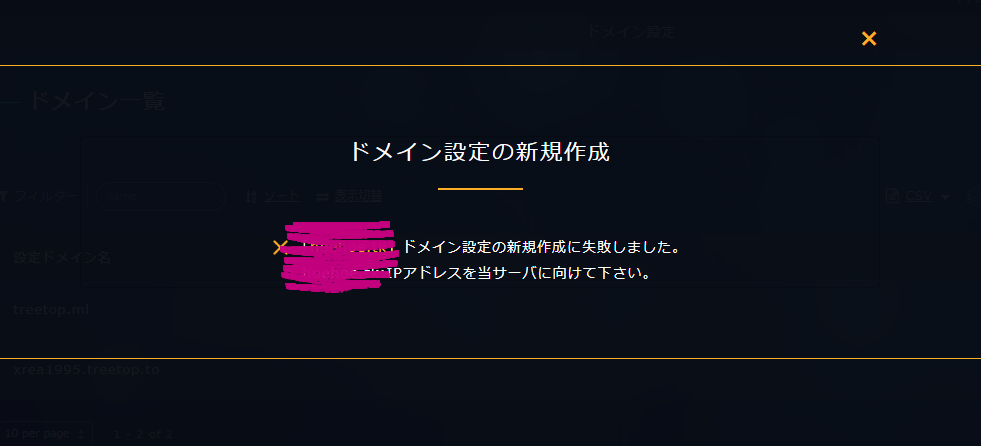 ドメイン設定
ドメイン一覧
ドメイン設定の新規作成
フィルター
ソート
表示切替
CSV
ドメイン設定の新規作成に失敗しました。
設定ドメイン名
IPアドレスを当サーバに向けて下さい。
treetop.ml
xrea1995.treetop.to
10 per page
1 - 2 of 2